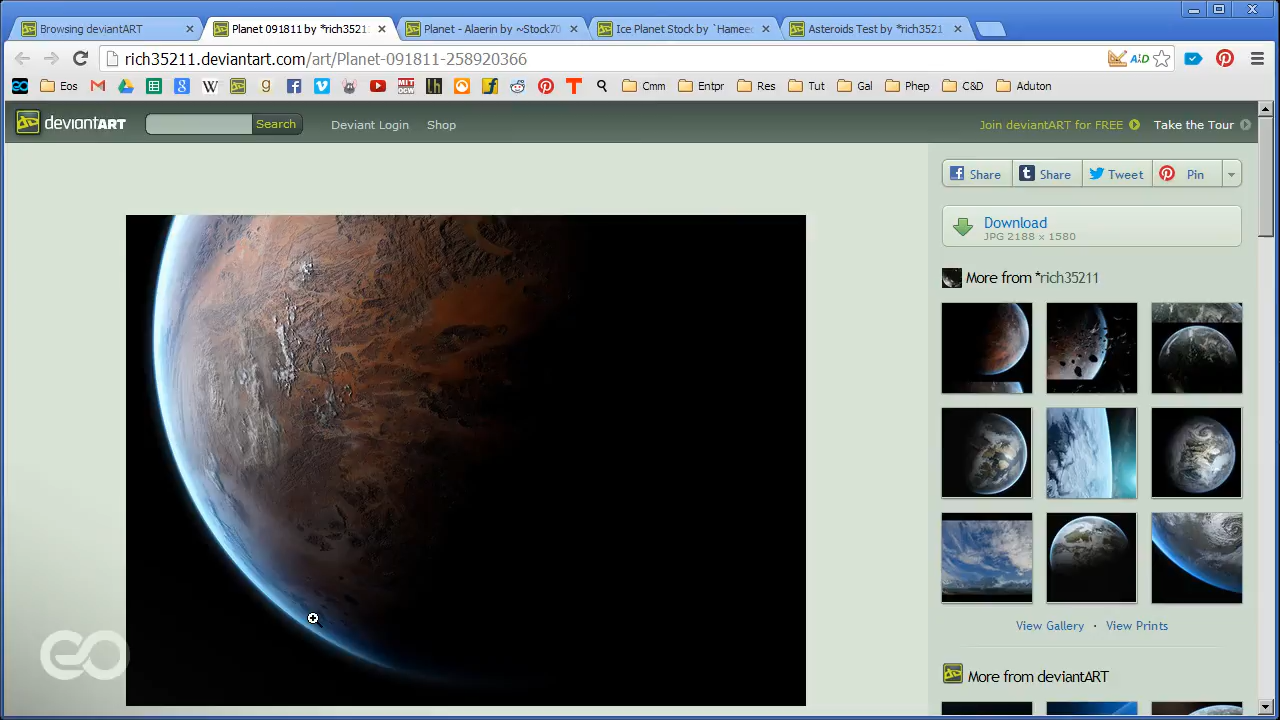 Browsing deviantART
Planet 091811 by *rich3521
Planet - Alaerin by ~Stock70
Ice Planet Stock by `Hameed
Asteroids Test by *rich3521
rich35211.deviantart.com/art/Planet-091811-258920366
Eos
Cmm
Entpr
Res
Tut
Gal
Phep
C&D
Aduton
deviantART
Search
Deviant Login
Shop
Join deviantART for FREE
Take the Tour
Share
Share
Tweet
Pin
Download
JPG 2188 × 1580
More from *rich35211
View Gallery · View Prints
More from deviantART
eo